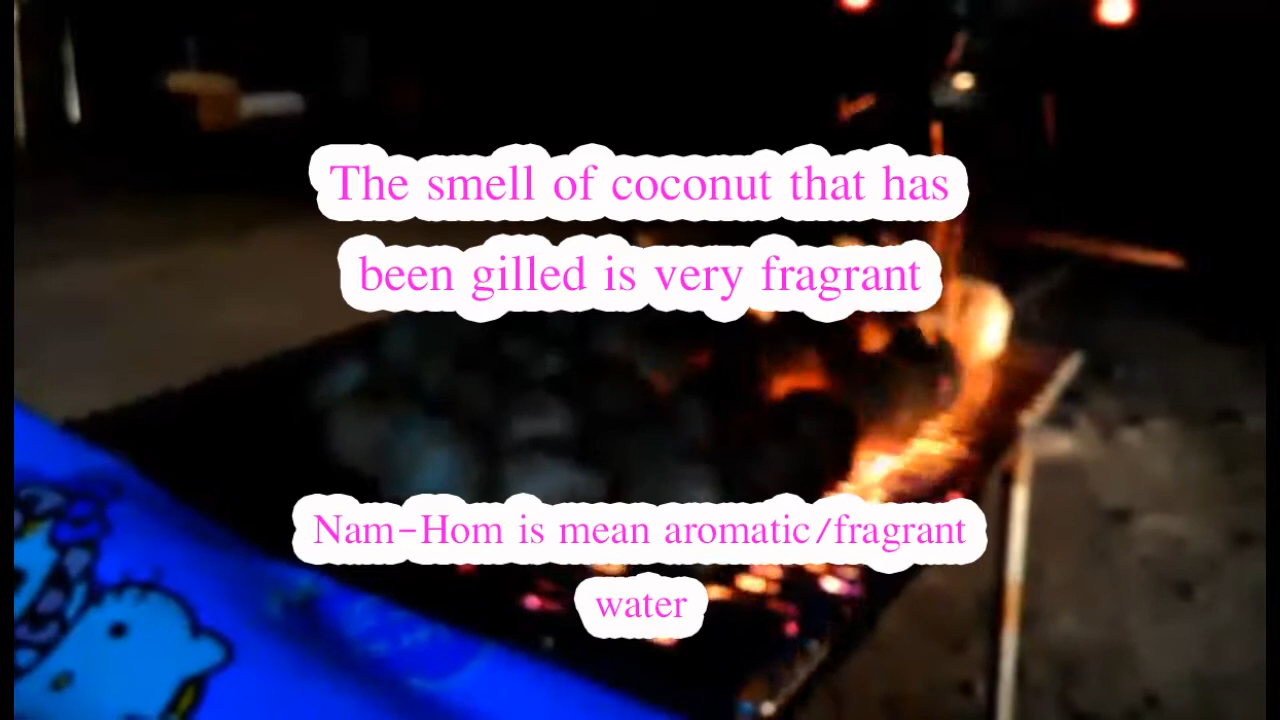 The smell of coconut that has
been gilled is very fragrant
Nam-Hom is mean aromatic/fragrant
water